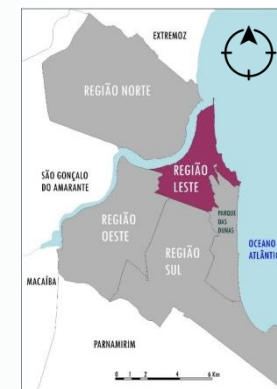 EXTREMOZ
REGIÃO NORTE
SÃO GONÇALO
DO AMARANTE
REGIÃO
LESTE
REGIÃO
OESTE
PARQUE
DAS
DUNAS
REGIÃO
SUL
OCEANO
ATLÂNTICO
MACAÍBA
PARNAMIRIM
0 1 2 4 6 Km